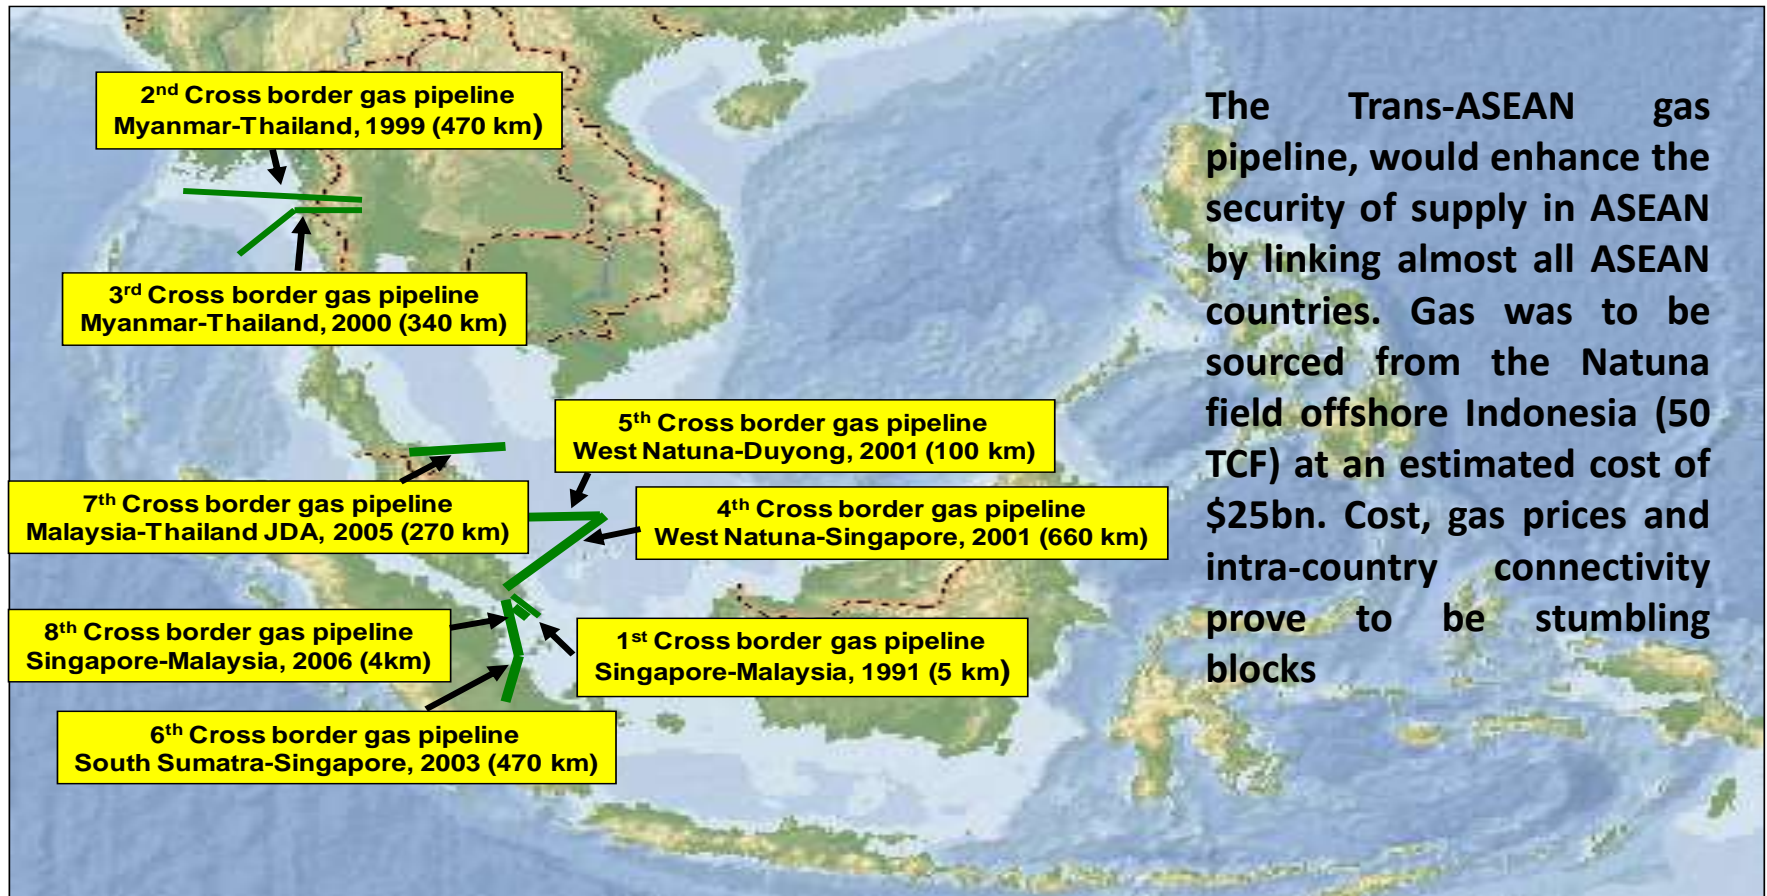 2nd Cross border gas pipeline
Myanmar-Thailand, 1999 (470 km)
3rd Cross border gas pipeline
Myanmar-Thailand, 2000 (340 km)
5th Cross border gas pipeline
West Natuna-Duyong, 2001 (100 km)
7th Cross border gas pipeline
Malaysia-Thailand JDA, 2005 (270 km)
4th Cross border gas pipeline
West Natuna-Singapore, 2001 (660 km)
8th Cross border gas pipeline
Singapore-Malaysia, 2006 (4km)
1st Cross border gas pipeline
Singapore-Malaysia, 1991 (5 km)
6th Cross border gas pipeline
South Sumatra-Singapore, 2003 (470 km)
The Trans-ASEAN gas
pipeline, would enhance the
security of supply in ASEAN
by linking almost all ASEAN
countries. Gas was to be
sourced from the Natuna
field offshore Indonesia (50
TCF) at an estimated cost of
$25bn. Cost, gas prices and
intra-country connectivity
prove to be stumbling
blocks